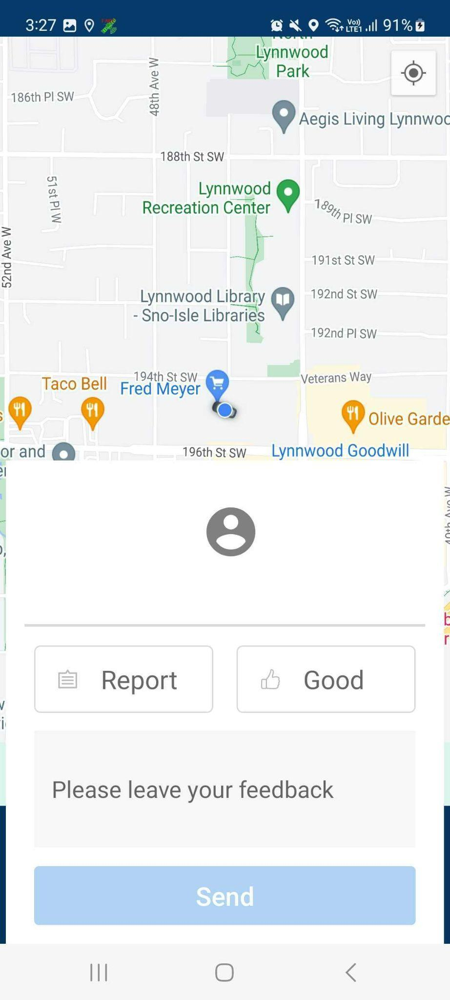 3:27
Vo))
LTE1
91%
North
Lynnwood
Park
186th Pl SW
48th Ave W
Aegis Living Lynnwoo
188th St SW
51st Pl W
Lynnwood
Recreation Center
189th Pl SW
52nd Ave W
191st St SW
Lynnwood Library
- Sno-Isle Libraries
192nd St SW
192nd Pl SW
194th St SW
Veterans Way
Taco Bell
Fred Meyer
s
Olive Garde
or and
196th St SW
Lynnwood Goodwill
40th Ave W
Report
Good
Please leave your feedback
Send